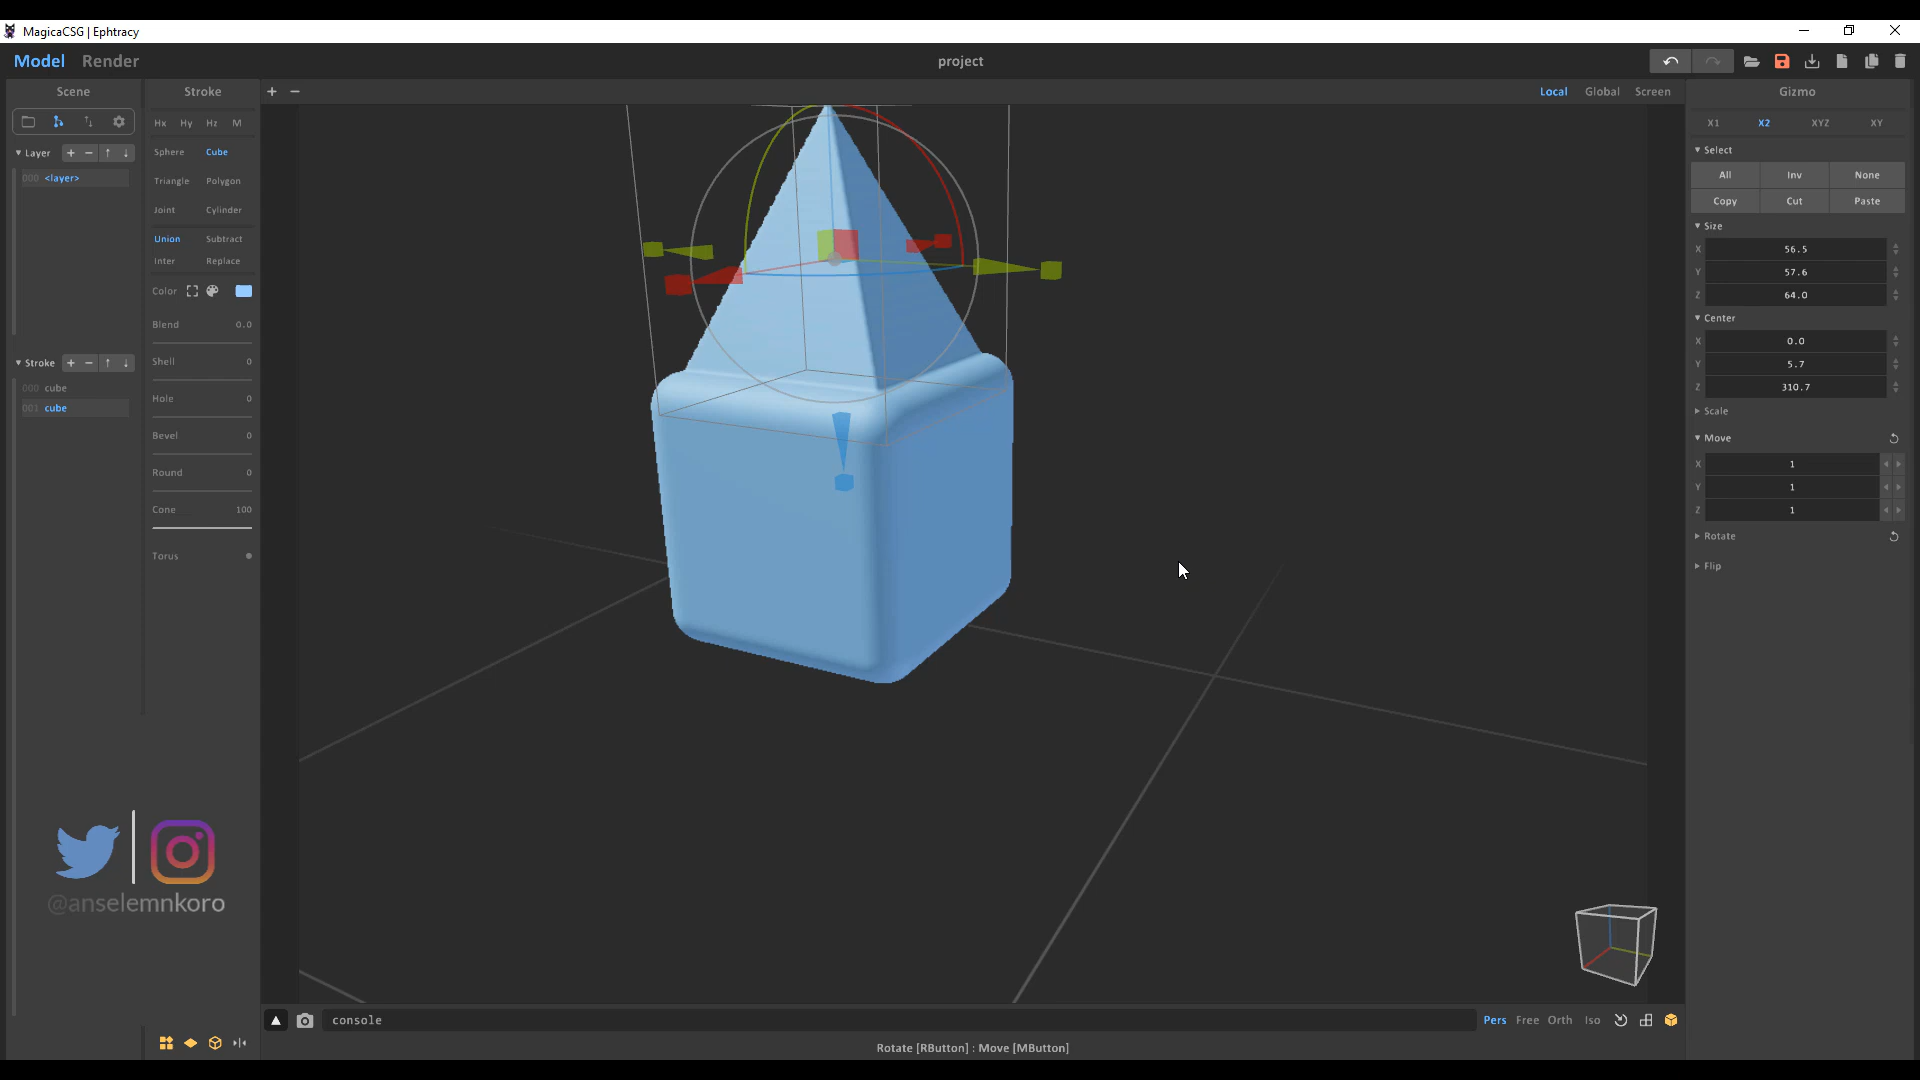 MagicaCSG | Ephtracy
Model Render
project
Scene
Stroke
Local Global Screen
Gizmo
Hx Hy Hz M
X1 X2 XYZ XY
Layer
Sphere Cube
Select
000 <layer>
Triangle Polygon
All Inv None
Joint Cylinder
Copy Cut Paste
Union Subtract
Size
Inter Replace
X 56.5
Y 57.6
Z 64.0
Color
Blend 0.0
Center
Shell 0
X 0.0
Y 5.7
Z 310.7
Stroke
000 cube
001 cube
Hole 0
Scale
Bevel 0
Move
Round 0
X 1
Y 1
Z 1
Cone 100
Rotate
Torus
Flip
@anselemnkoro
console
Pers Free Orth Iso
Rotate [RButton] : Move [MButton]